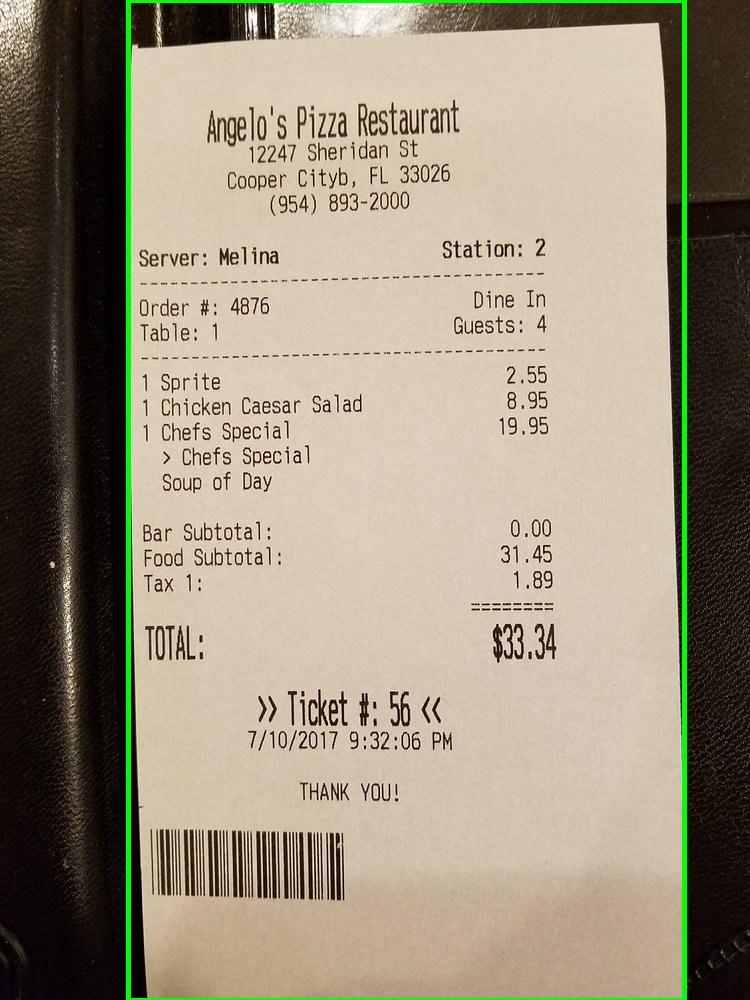 Angelo's Pizza Restaurant
12247 Sheridan St
Cooper Cityb, FL 33026
(954) 893-2000
Server: Melina Station: 2
Order #: 4876 Dine In
Table: 1 Guests: 4
1 Sprite 2.55
1 Chicken Caesar Salad 8.95
1 Chefs Special 19.95
> Chefs Special
Soup of Day
Bar Subtotal: 0.00
Food Subtotal: 31.45
Tax 1: 1.89
========
TOTAL: $33.34
>> Ticket #: 56 <<
7/10/2017 9:32:06 PM
THANK YOU!